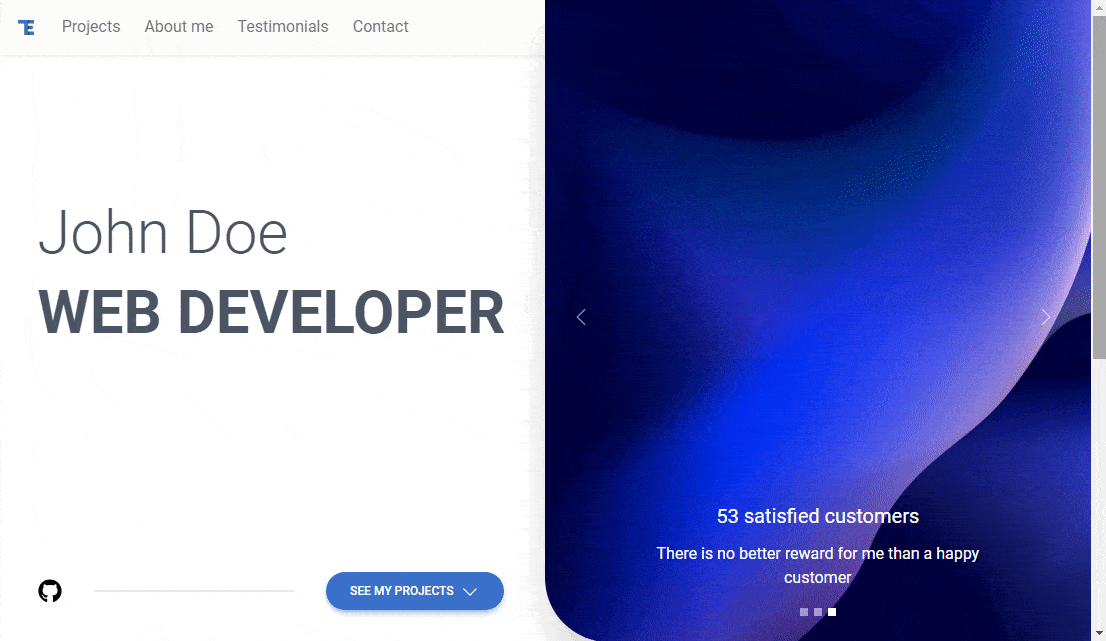 TE
Projects
About me
Testimonials
Contact
John Doe
WEB DEVELOPER
SEE MY PROJECTS
53 satisfied customers
There is no better reward for me than a happy
customer